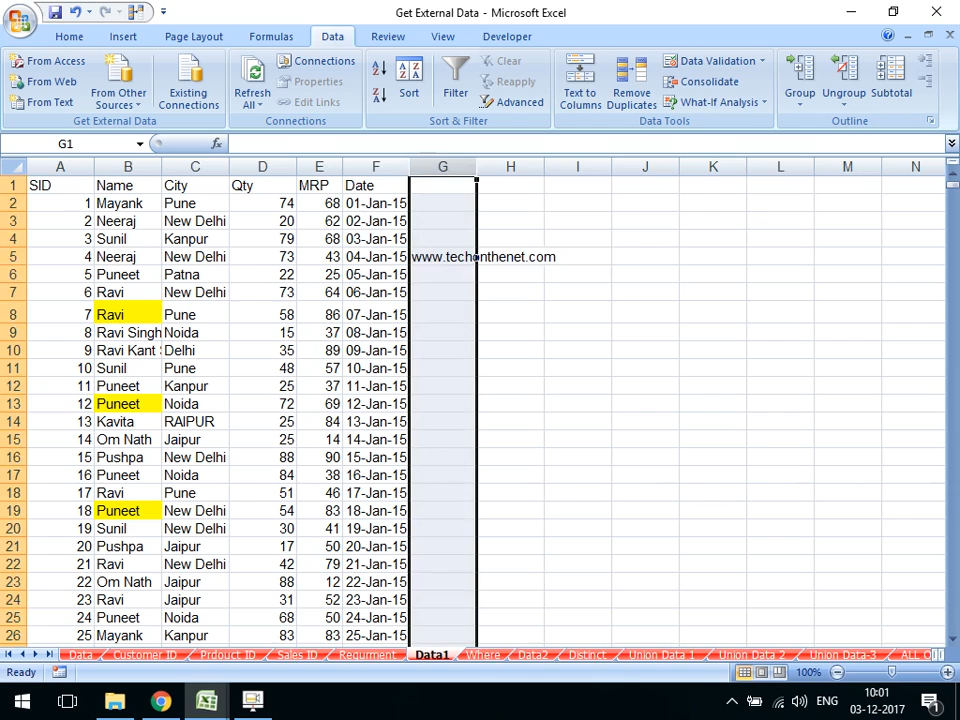 Get External Data - Microsoft Excel
Home Insert Page Layout Formulas Data Review View Developer
From Access
From Web
From Text
From Other Sources
Existing Connections
Get External Data
Refresh All
Connections
Properties
Edit Links
Connections
Sort
Filter
Clear
Reapply
Advanced
Sort & Filter
Text to Columns
Remove Duplicates
Data Validation
Consolidate
What-If Analysis
Data Tools
Group
Ungroup
Subtotal
Outline
G1 fx
A B C D E F G H I J K L M N
1 SID Name City Qty MRP Date
2 1 Mayank Pune 74 68 01-Jan-15
3 2 Neeraj New Delhi 20 62 02-Jan-15
4 3 Sunil Kanpur 79 68 03-Jan-15
5 4 Neeraj New Delhi 73 43 04-Jan-15 www.techonthenet.com
6 5 Puneet Patna 22 25 05-Jan-15
7 6 Ravi New Delhi 73 64 06-Jan-15
8 7 Ravi Pune 58 86 07-Jan-15
9 8 Ravi Singh Noida 15 37 08-Jan-15
10 9 Ravi Kant Delhi 35 89 09-Jan-15
11 10 Sunil Pune 48 57 10-Jan-15
12 11 Puneet Kanpur 25 37 11-Jan-15
13 12 Puneet Noida 72 69 12-Jan-15
14 13 Kavita RAIPUR 25 84 13-Jan-15
15 14 Om Nath Jaipur 25 14 14-Jan-15
16 15 Pushpa New Delhi 88 90 15-Jan-15
17 16 Puneet Noida 84 38 16-Jan-15
18 17 Ravi Pune 51 46 17-Jan-15
19 18 Puneet New Delhi 54 83 18-Jan-15
20 19 Sunil New Delhi 30 41 19-Jan-15
21 20 Pushpa Jaipur 17 50 20-Jan-15
22 21 Ravi New Delhi 42 79 21-Jan-15
23 22 Om Nath Jaipur 88 12 22-Jan-15
24 23 Ravi Jaipur 31 52 23-Jan-15
25 24 Puneet Noida 68 50 24-Jan-15
26 25 Mayank Kanpur 83 83 25-Jan-15
Data Customer ID Prdouct ID Sales ID Requrment Data1 Where Data2 Distinct Union Data 1 Union Data 2 Union Data-3
Ready 100%
ENG 10:01
03-12-2017
1